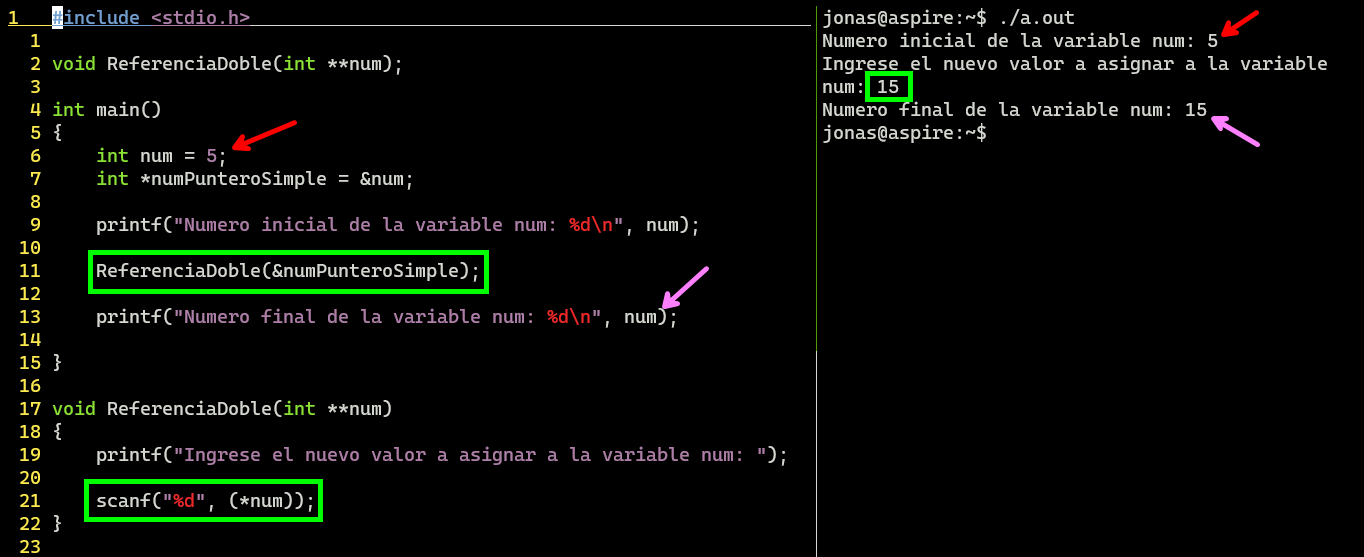 1   #include <stdio.h>
  1
  2 void ReferenciaDoble(int **num);
  3
  4 int main()
  5 {
  6     int num = 5;
  7     int *numPunteroSimple = &num;
  8
  9     printf("Numero inicial de la variable num: %d\n", num);
 10
 11     ReferenciaDoble(&numPunteroSimple);
 12
 13     printf("Numero final de la variable num: %d\n", num);
 14
 15 }
 16
 17 void ReferenciaDoble(int **num)
 18 {
 19     printf("Ingrese el nuevo valor a asignar a la variable num: ");
 20
 21     scanf("%d", (*num));
 22 }
 23
jonas@aspire:~$ ./a.out
Numero inicial de la variable num: 5
Ingrese el nuevo valor a asignar a la variable
num: 15
Numero final de la variable num: 15
jonas@aspire:~$